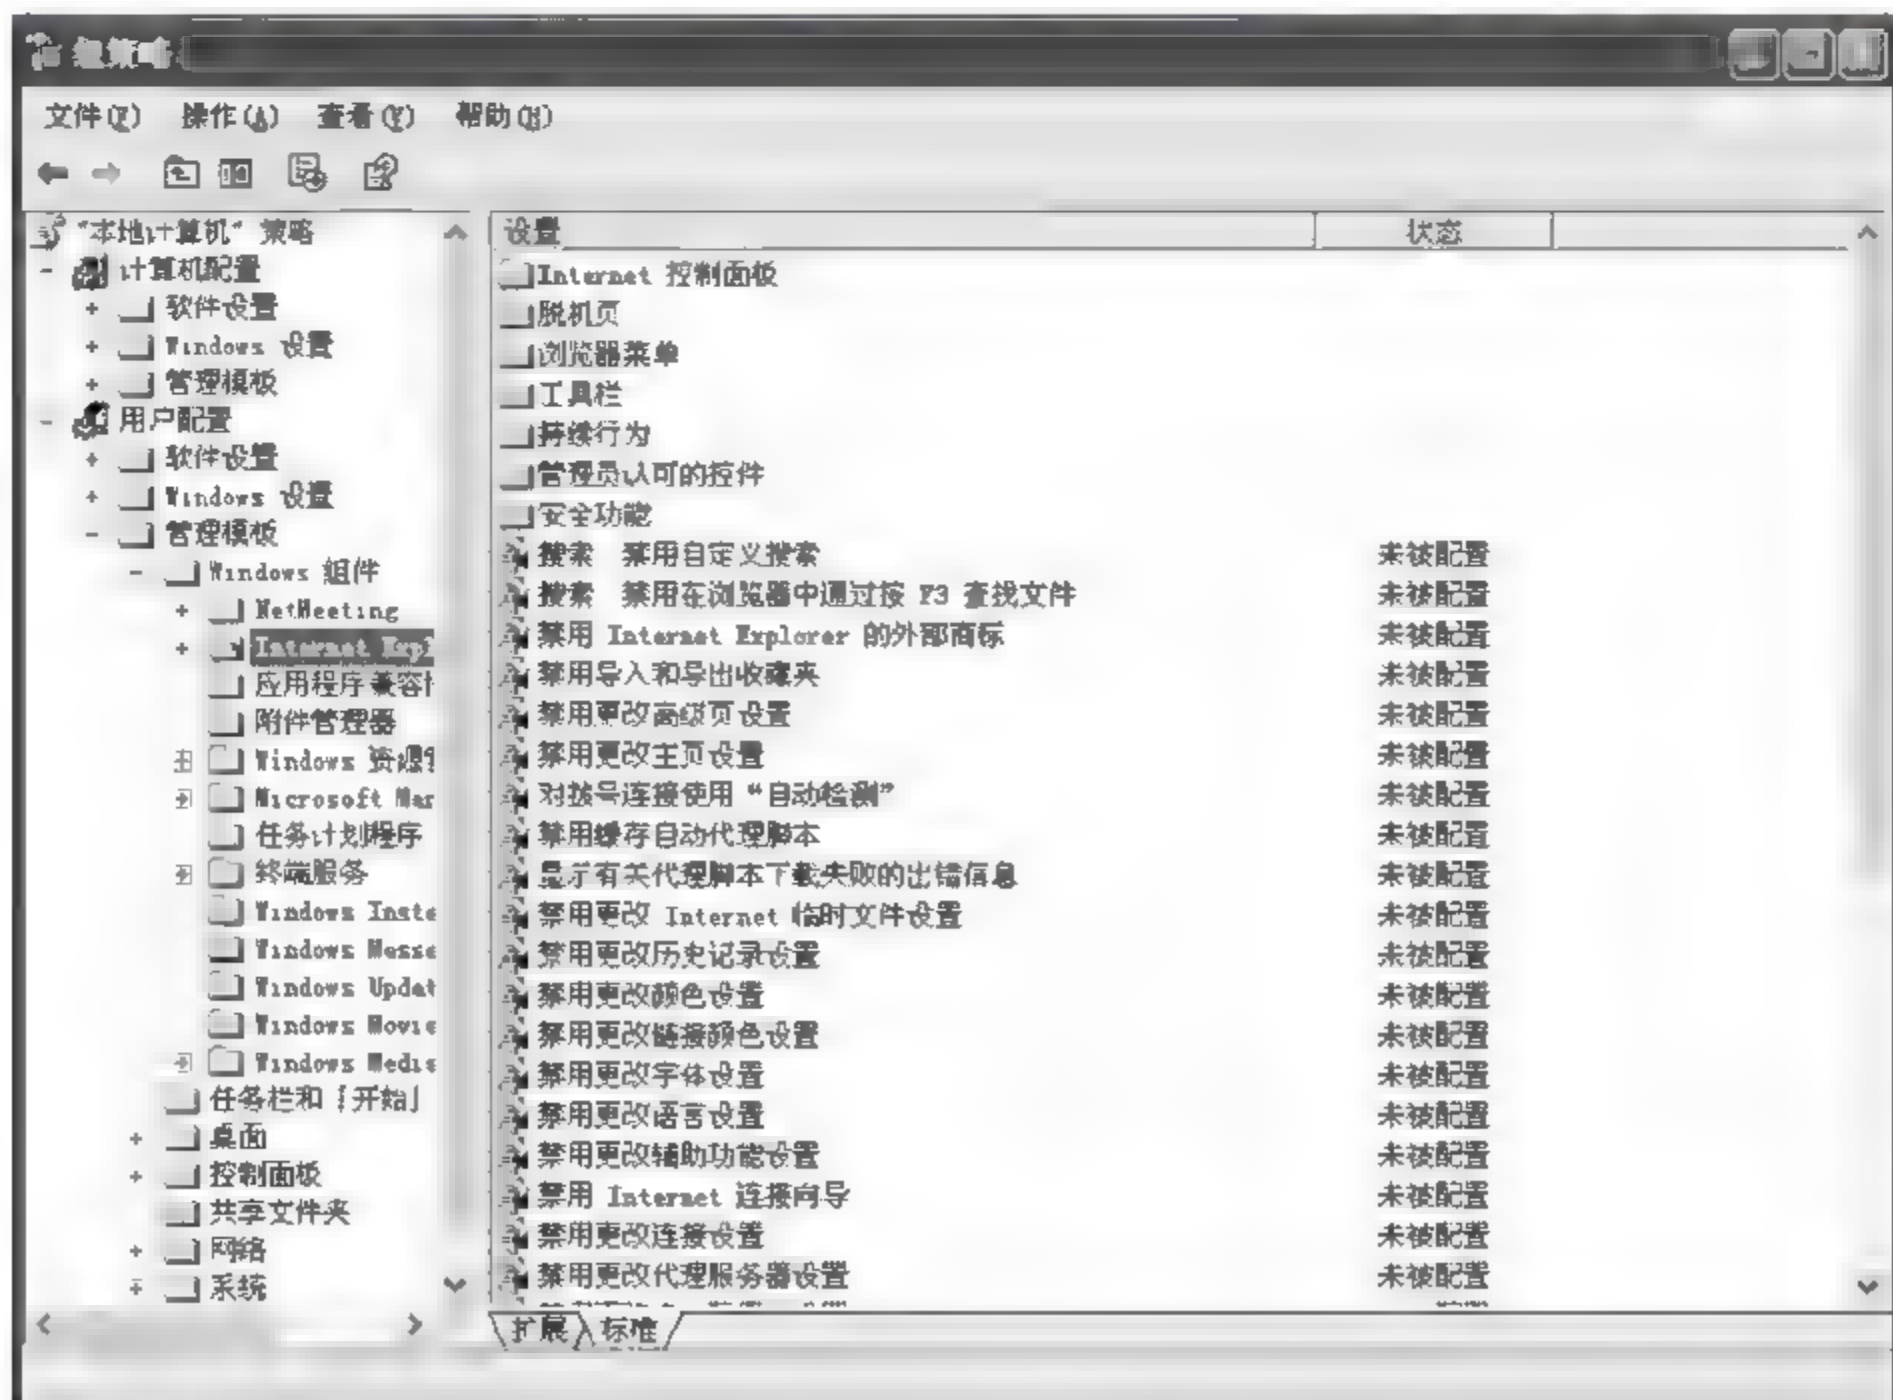 组策略
文件(F) 操作(A) 查看(V) 帮助(H)
"本地计算机" 策略
计算机配置
软件设置
Windows 设置
管理模板
用户配置
软件设置
Windows 设置
管理模板
Windows 组件
NetMeeting
Internet Expl
应用程序兼容
附件管理器
Windows 资源
Microsoft Man
任务计划程序
终端服务
Windows Insta
Windows Messe
Windows Updat
Windows Movie
Windows Media
任务栏和「开始」
桌面
控制面板
共享文件夹
网络
系统
设置 状态
Internet 控制面板
脱机页
浏览器菜单
工具栏
持续行为
管理员认可的控件
安全功能
搜索 禁用自定义搜索 未被配置
搜索 禁用在浏览器中通过按 F3 查找文件 未被配置
禁用 Internet Explorer 的外部商标 未被配置
禁用导入和导出收藏夹 未被配置
禁用更改高级页设置 未被配置
禁用更改主页设置 未被配置
对拨号连接使用“自动检测” 未被配置
禁用缓存自动代理脚本 未被配置
显示有关代理脚本下载失败的出错信息 未被配置
禁用更改 Internet 临时文件设置 未被配置
禁用更改历史记录设置 未被配置
禁用更改颜色设置 未被配置
禁用更改链接颜色设置 未被配置
禁用更改字体设置 未被配置
禁用更改语言设置 未被配置
禁用更改辅助功能设置 未被配置
禁用 Internet 连接向导 未被配置
禁用更改连接设置 未被配置
禁用更改代理服务器设置 未被配置
扩展 标准